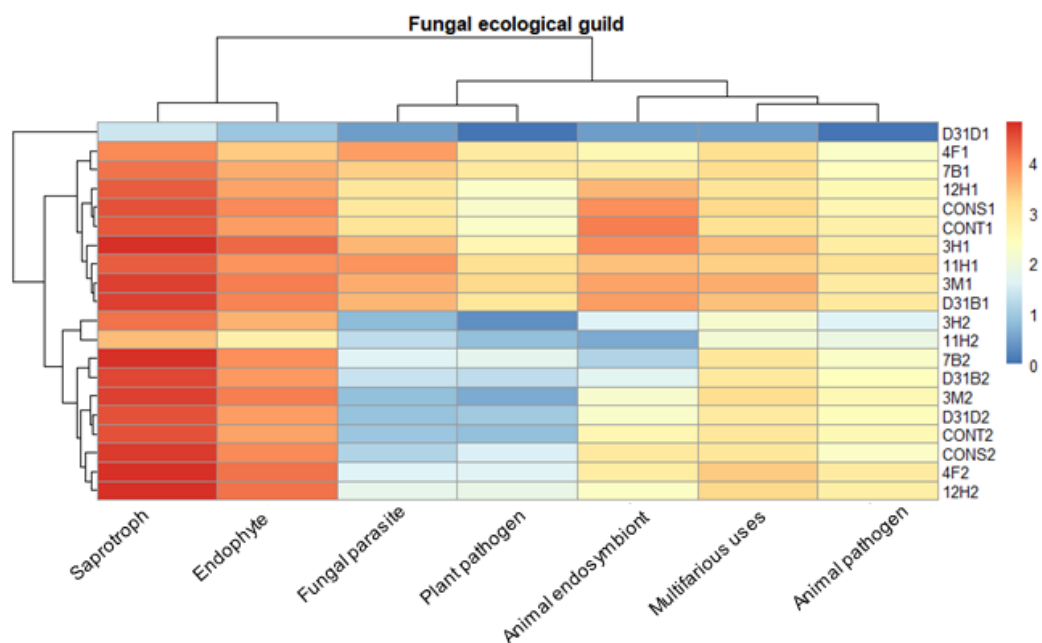 Fungal ecological guild
D31D1
4F1
7B1
12H1
CONS1
CONT1
3H1
11H1
3M1
D31B1
3H2
11H2
7B2
D31B2
3M2
D31D2
CONT2
CONS2
4F2
12H2
4
3
2
1
0
Saprotroph
Endophyte
Fungal parasite
Plant pathogen
Animal endosymbiont
Multifarious uses
Animal pathogen